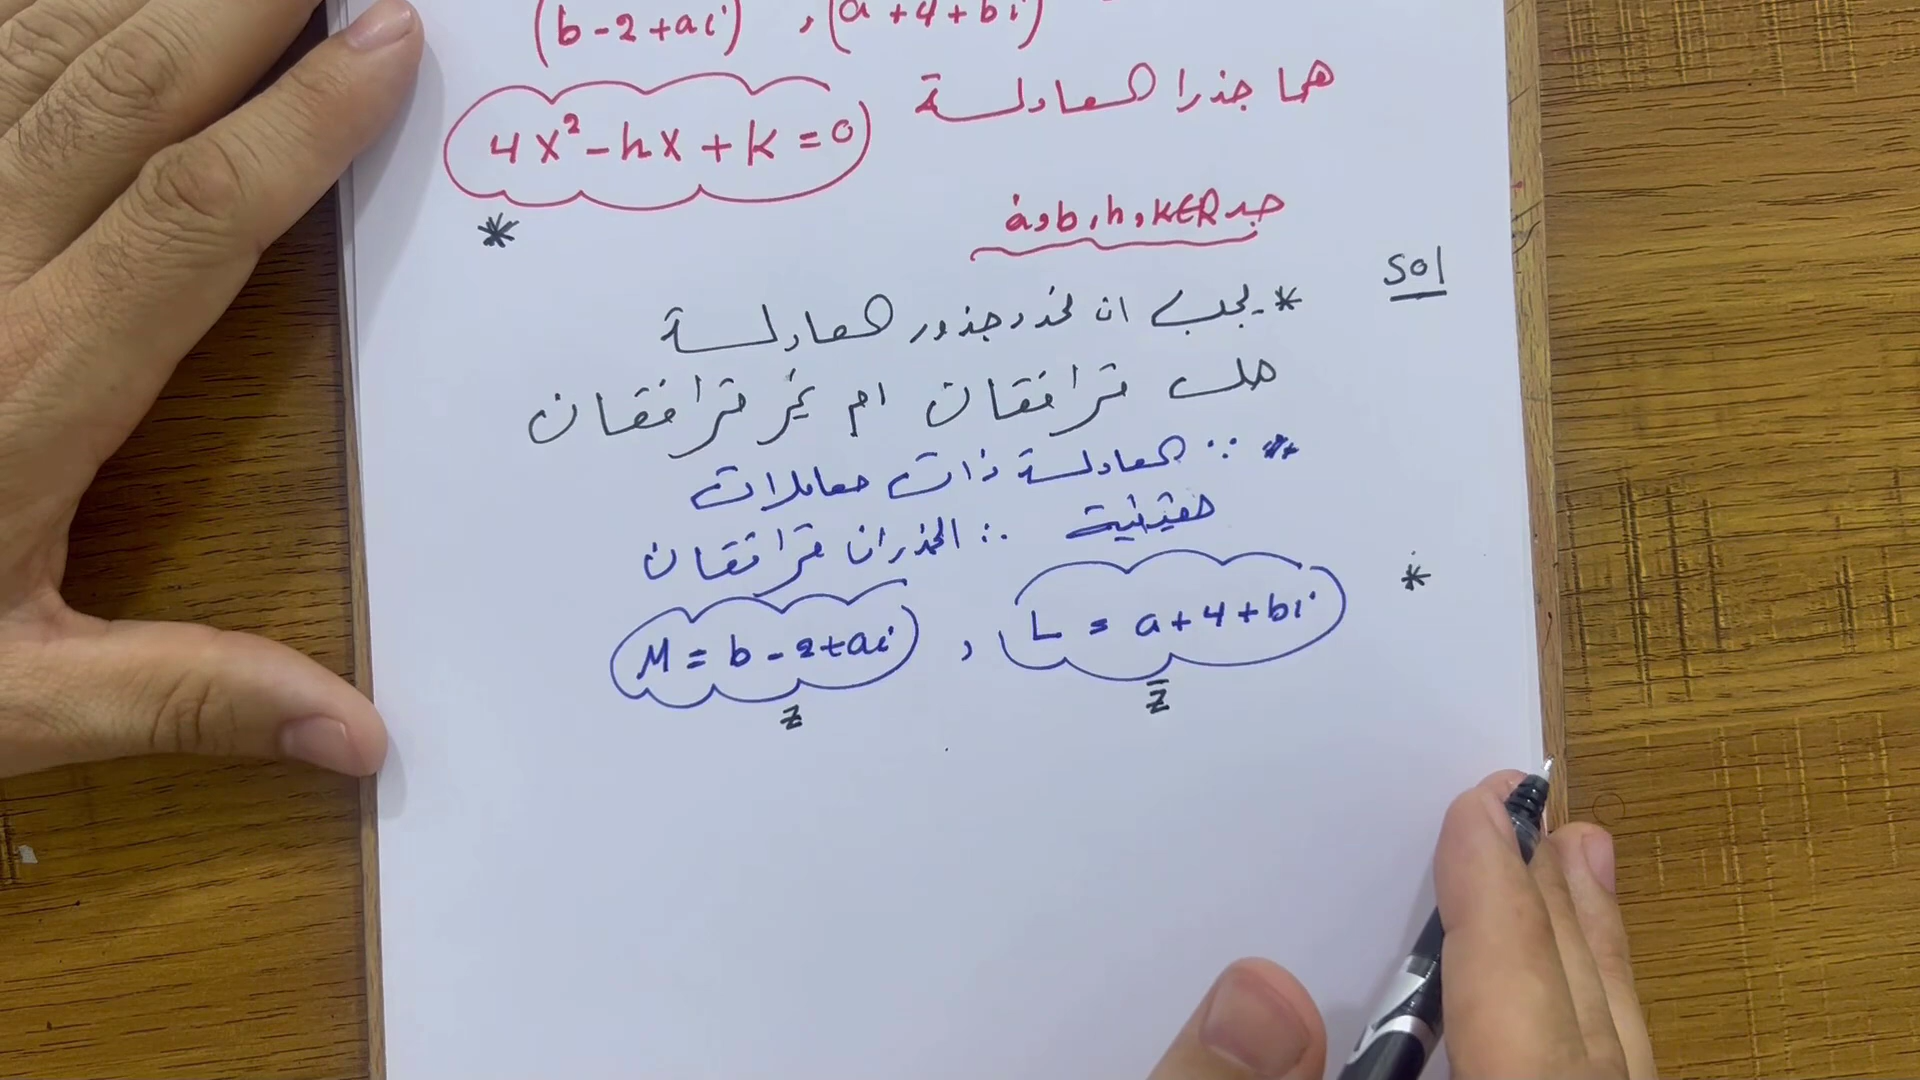 (b-2+ai) , (a+4+bi)
هما جذرا المعادلة 4x²-hx+k=0
*
جد a,b,h,k∈R
Sol
* يجب ان نحدد جذور المعادلة
هل مترافقان ام غير مترافقان
* ∵ المعادلة ذات معاملات
حقيقية ∴ الجذران مترافقان
* L = a+4+bi , M = b-2+ai
z̄ z